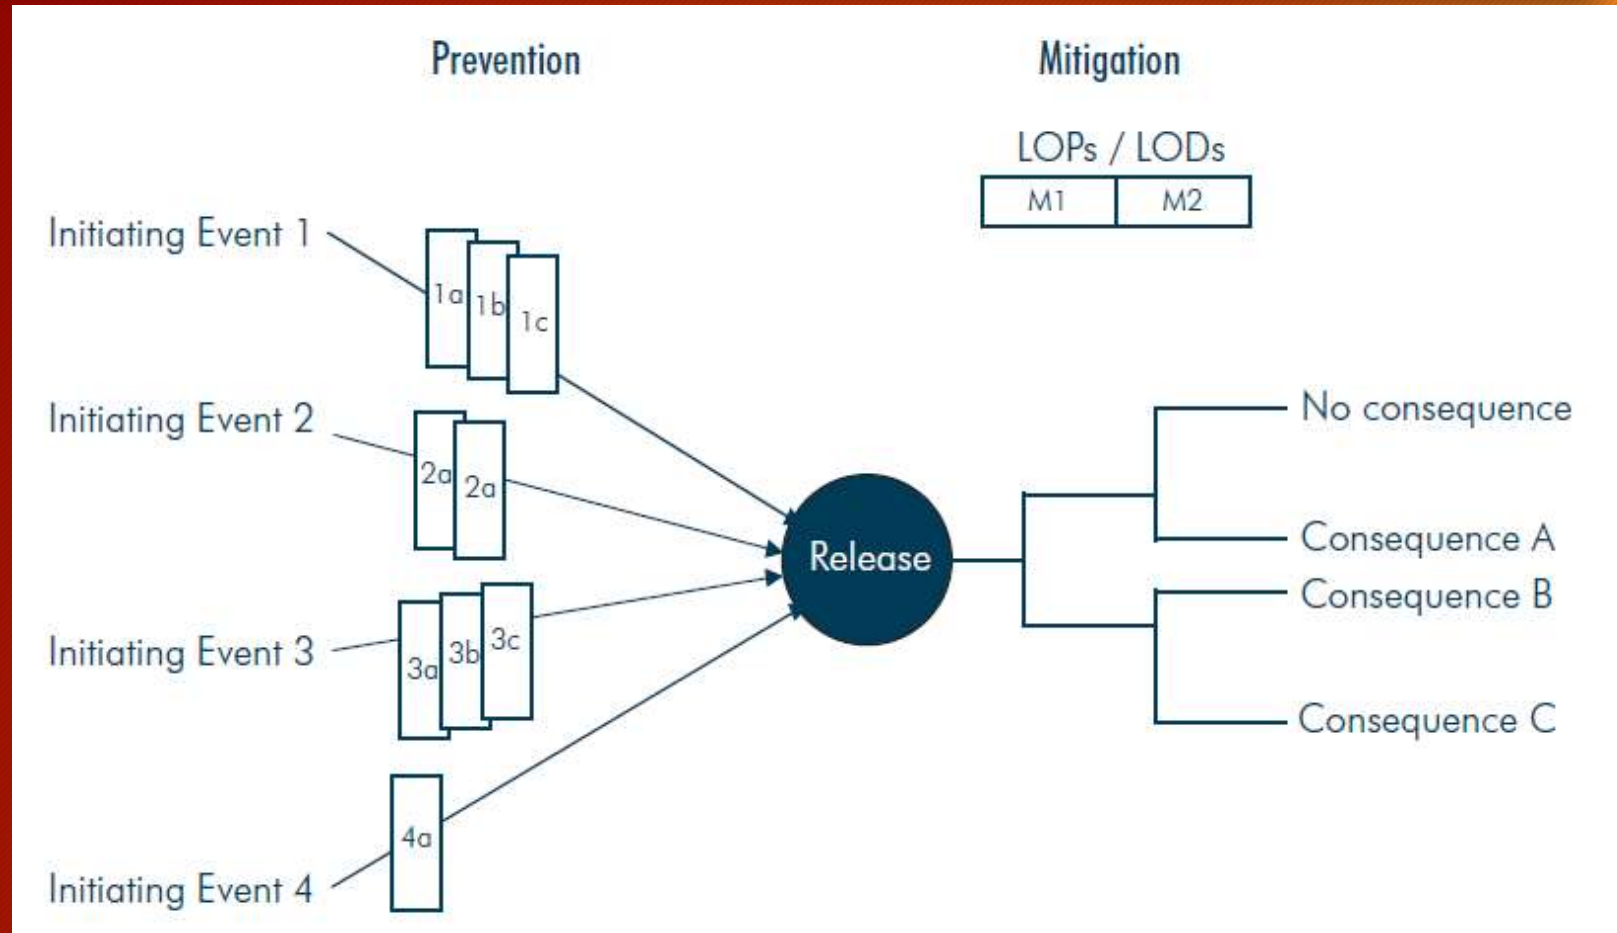 Prevention
Mitigation
LOPs / LODs
M1 M2
Initiating Event 1
1a 1b 1c
Initiating Event 2
2a 2a
Initiating Event 3
3a 3b 3c
Initiating Event 4
4a
Release
No consequence
Consequence A
Consequence B
Consequence C